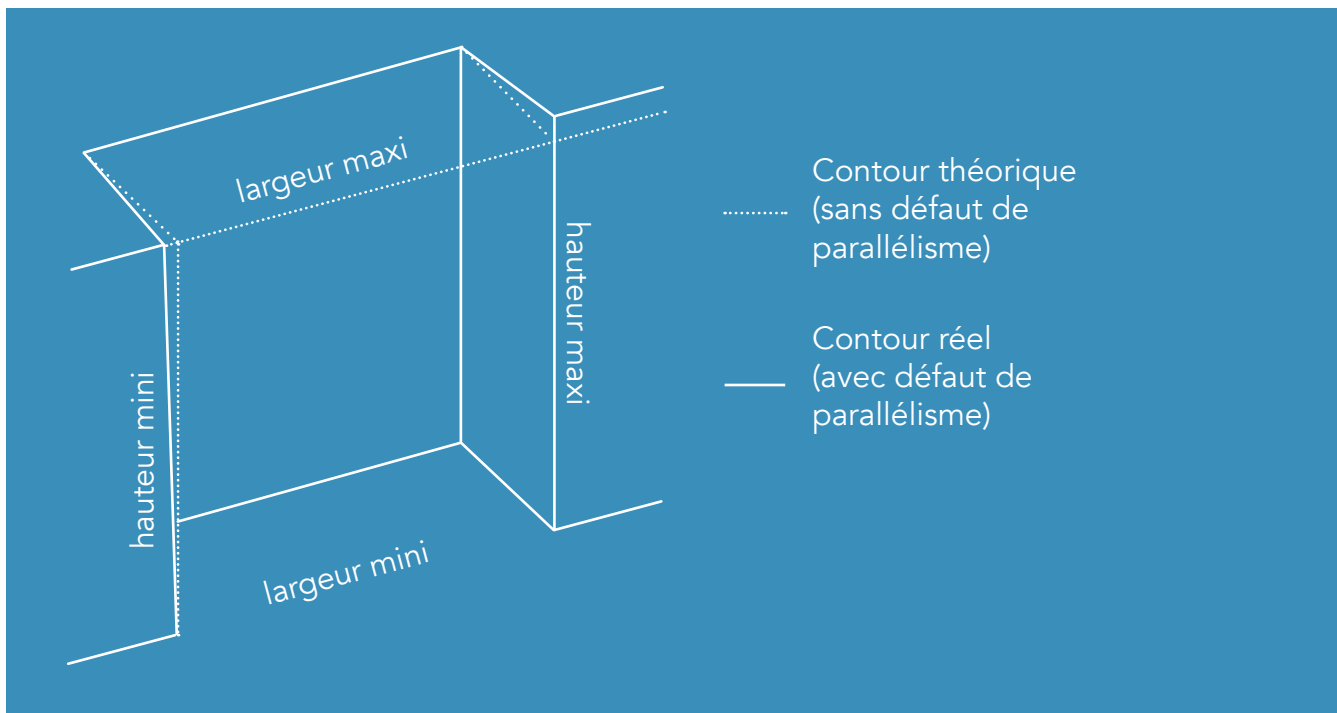 largeur maxi
hauteur maxi
hauteur mini
largeur mini
Contour théorique
(sans défaut de
parallélisme)
Contour réel
(avec défaut de
parallélisme)